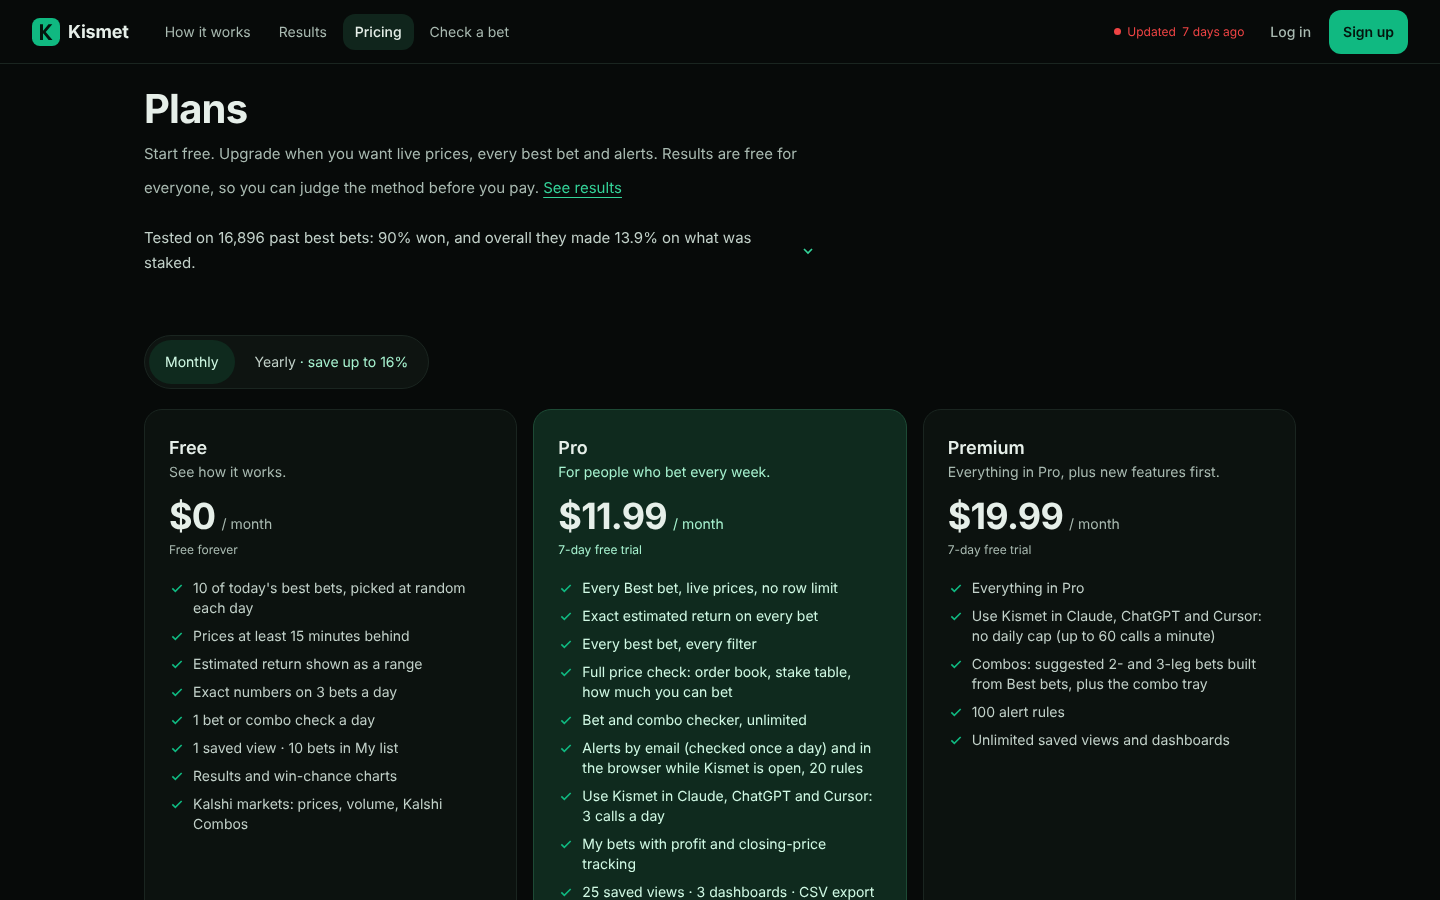 Kismet
How it works
Results
Pricing
Check a bet
Updated 7 days ago
Log in
Sign up
Plans
Start free. Upgrade when you want live prices, every best bet and alerts. Results are free for
everyone, so you can judge the method before you pay. See results
Tested on 16,896 past best bets: 90% won, and overall they made 13.9% on what was
staked.
Monthly
Yearly · save up to 16%
Free
See how it works.
$0 / month
Free forever
10 of today's best bets, picked at random
each day
Prices at least 15 minutes behind
Estimated return shown as a range
Exact numbers on 3 bets a day
1 bet or combo check a day
1 saved view · 10 bets in My list
Results and win-chance charts
Kalshi markets: prices, volume, Kalshi
Combos
Pro
For people who bet every week.
$11.99 / month
7-day free trial
Every Best bet, live prices, no row limit
Exact estimated return on every bet
Every best bet, every filter
Full price check: order book, stake table,
how much you can bet
Bet and combo checker, unlimited
Alerts by email (checked once a day) and in
the browser while Kismet is open, 20 rules
Use Kismet in Claude, ChatGPT and Cursor:
3 calls a day
My bets with profit and closing-price
tracking
25 saved views · 3 dashboards · CSV export
Premium
Everything in Pro, plus new features first.
$19.99 / month
7-day free trial
Everything in Pro
Use Kismet in Claude, ChatGPT and Cursor:
no daily cap (up to 60 calls a minute)
Combos: suggested 2- and 3-leg bets built
from Best bets, plus the combo tray
100 alert rules
Unlimited saved views and dashboards